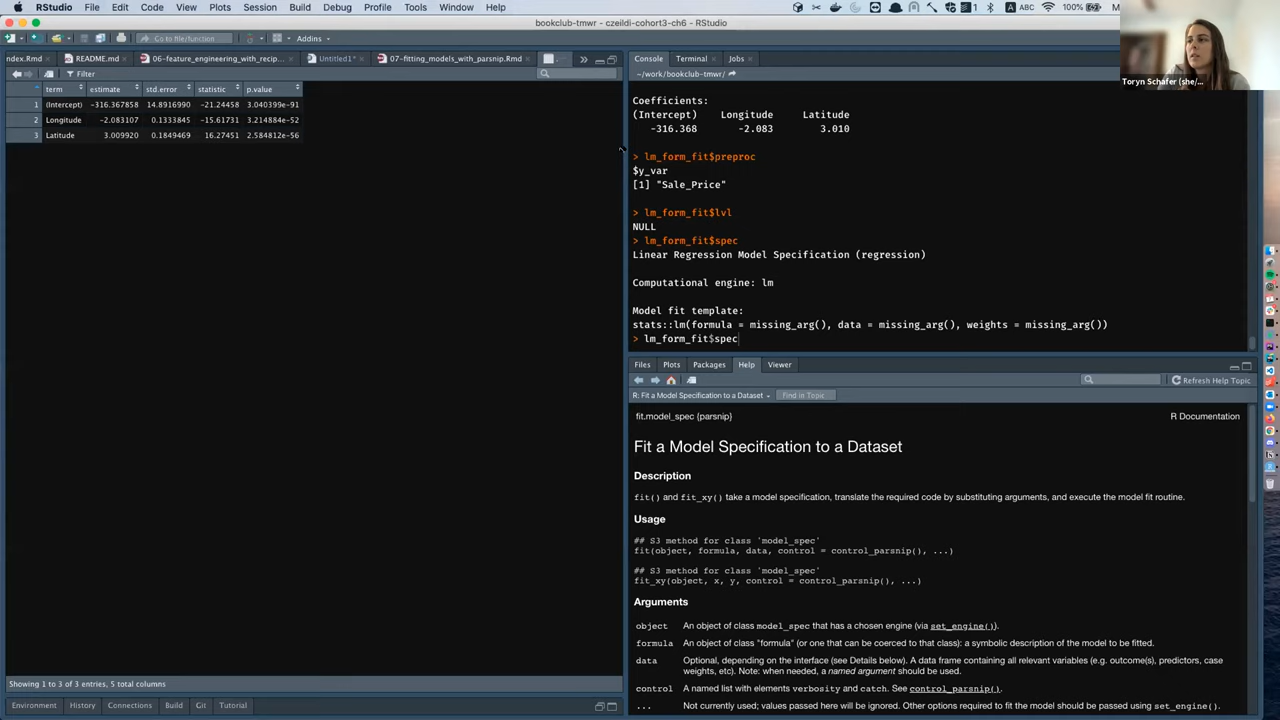 RStudio File Edit Code View Plots Session Build Debug Profile Tools Window Help ABC 100%
bookclub-tmwr - czeildi-cohort3-ch6 - RStudio
Go to file/function Addins
ndex.Rmd README.md 06-feature_engineering_with_recip... Untitled1* 07-fitting_models_with_parsnip.Rmd
Filter
term estimate std.error statistic p.value
1 (Intercept) -316.367858 14.8916990 -21.24458 3.040399e-91
2 Longitude -2.083107 0.1333845 -15.61731 3.214888e-52
3 Latitude 3.009920 0.1849469 16.27451 2.584812e-56
Showing 1 to 3 of 3 entries, 5 total columns
Environment History Connections Build Git Tutorial
Console Terminal Jobs
~/work/bookclub-tmwr/
Coefficients:
(Intercept) Longitude Latitude
-316.368 -2.083 3.010
> lm_form_fit$preproc
$y_var
[1] "Sale_Price"
> lm_form_fit$lvl
NULL
> lm_form_fit$spec
Linear Regression Model Specification (regression)
Computational engine: lm
Model fit template:
stats::lm(formula = missing_arg(), data = missing_arg(), weights = missing_arg())
> lm_form_fit$spec
Files Plots Packages Help Viewer
Refresh Help Topic
R: Fit a Model Specification to a Dataset Find in Topic
fit.model_spec {parsnip} R Documentation
Fit a Model Specification to a Dataset
Description
fit() and fit_xy() take a model specification, translate the required code by substituting arguments, and execute the model fit routine.
Usage
## S3 method for class 'model_spec'
fit(object, formula, data, control = control_parsnip(), ...)
## S3 method for class 'model_spec'
fit_xy(object, x, y, control = control_parsnip(), ...)
Arguments
object An object of class model_spec that has a chosen engine (via set_engine()).
formula An object of class "formula" (or one that can be coerced to that class): a symbolic description of the model to be fitted.
data Optional, depending on the interface (see Details below). A data frame containing all relevant variables (e.g. outcome(s), predictors, case
weights, etc). Note: when needed, a named argument should be used.
control A named list with elements verbosity and catch. See control_parsnip().
... Not currently used; values passed here will be ignored. Other options required to fit the model should be passed using set_engine().
Toryn Schafer (she/...